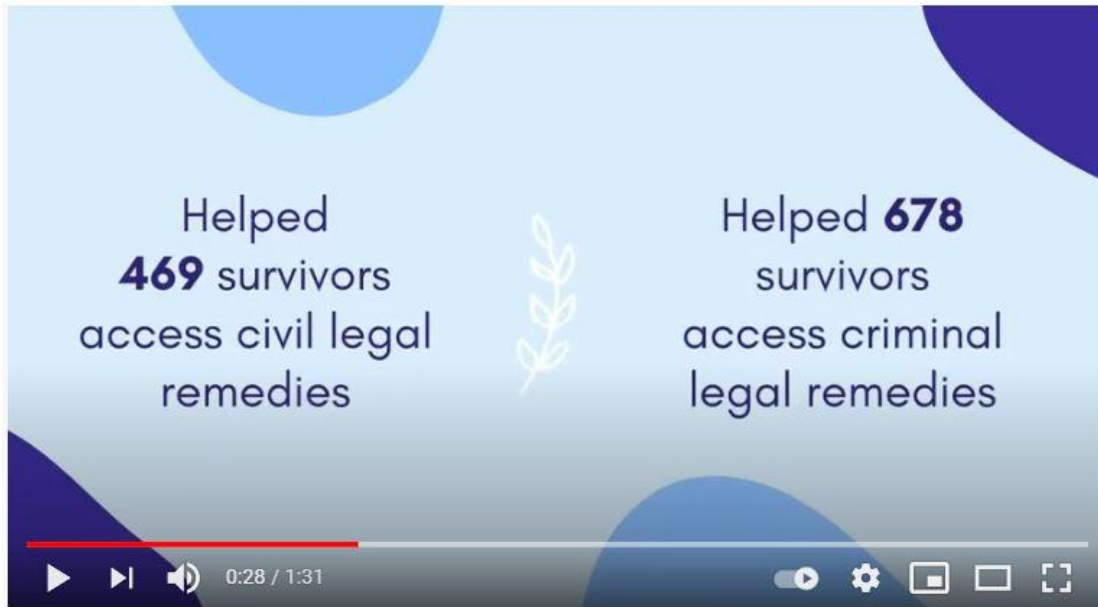 Helped
469 survivors
access civil legal
remedies
Helped 678
survivors
access criminal
legal remedies
0:28 / 1:31